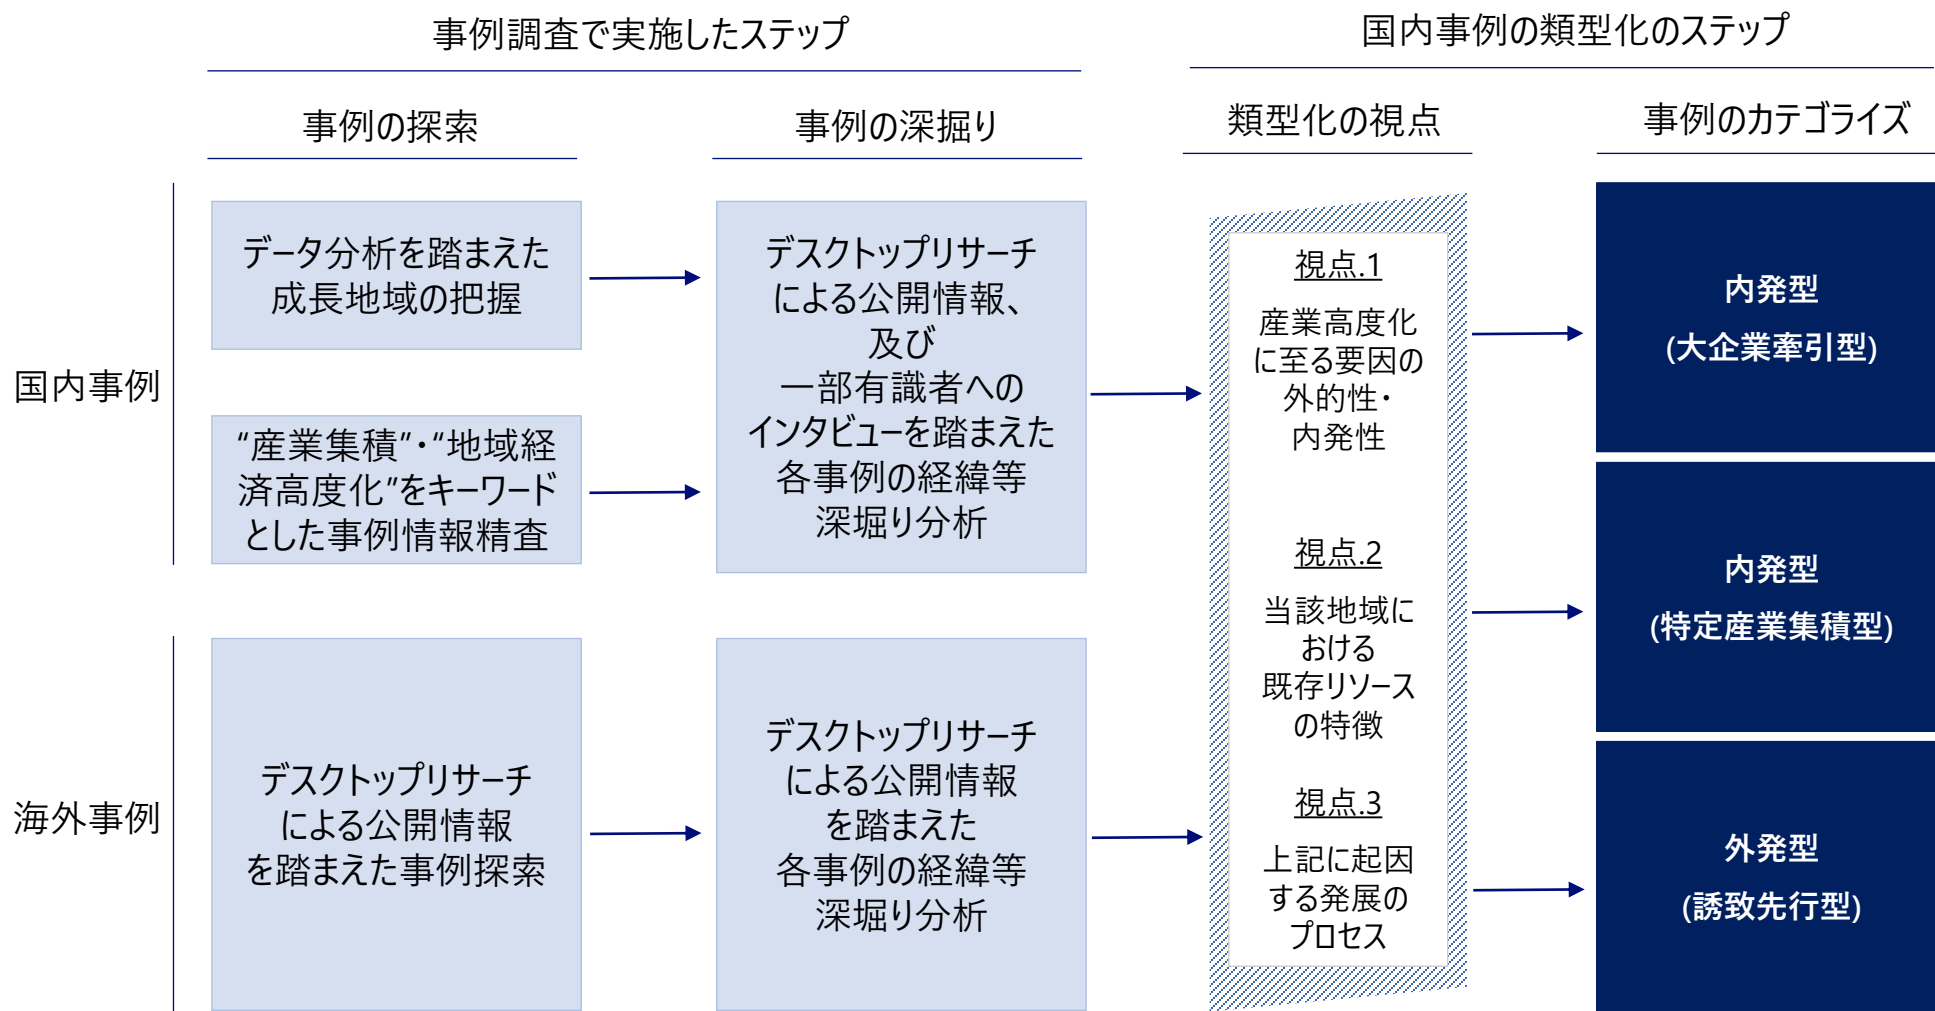 事例調査で実施したステップ
国内事例の類型化のステップ
事例の探索
事例の深掘り
類型化の視点
事例のカテゴライズ
国内事例
データ分析を踏まえた
成長地域の把握
“産業集積”・“地域経
済高度化”をキーワード
とした事例情報精査
デスクトップリサーチ
による公開情報、
及び
一部有識者への
インタビューを踏まえた
各事例の経緯等
深堀り分析
海外事例
デスクトップリサーチ
による公開情報
を踏まえた事例探索
デスクトップリサーチ
による公開情報
を踏まえた
各事例の経緯等
深堀り分析
視点.1
産業高度化
に至る要因の
外的性・
内発性
視点.2
当該地域に
おける
既存リソース
の特徴
視点.3
上記に起因
する発展の
プロセス
内発型
(大企業牽引型)
内発型
(特定産業集積型)
外発型
(誘致先行型)